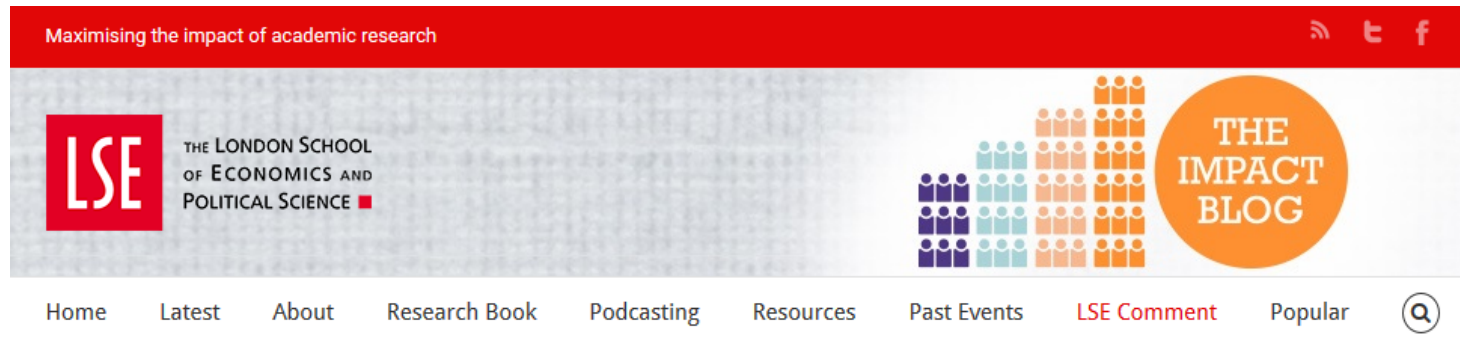 Maximising the impact of academic research
LSE
THE LONDON SCHOOL
OF ECONOMICS AND
POLITICAL SCIENCE
THE
IMPACT
BLOG
Home Latest About Research Book Podcasting Resources Past Events LSE Comment Popular